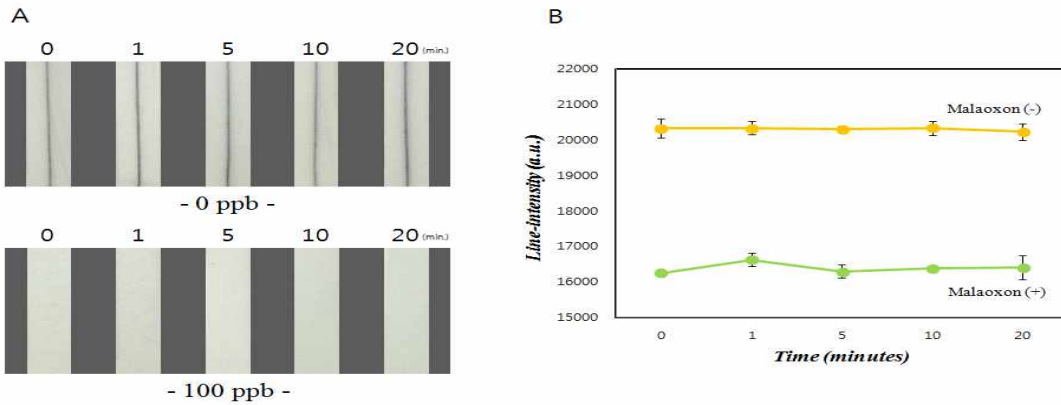 A
0 1 5 10 20 (min.)
- 0 ppb -
0 1 5 10 20 (min.)
- 100 ppb -
B
22000
21000
20000
19000
18000
17000
16000
15000
Line-intensity (a.u.)
Malaoxon (-)
Malaoxon (+)
0 1 5 10 20
Time (minutes)